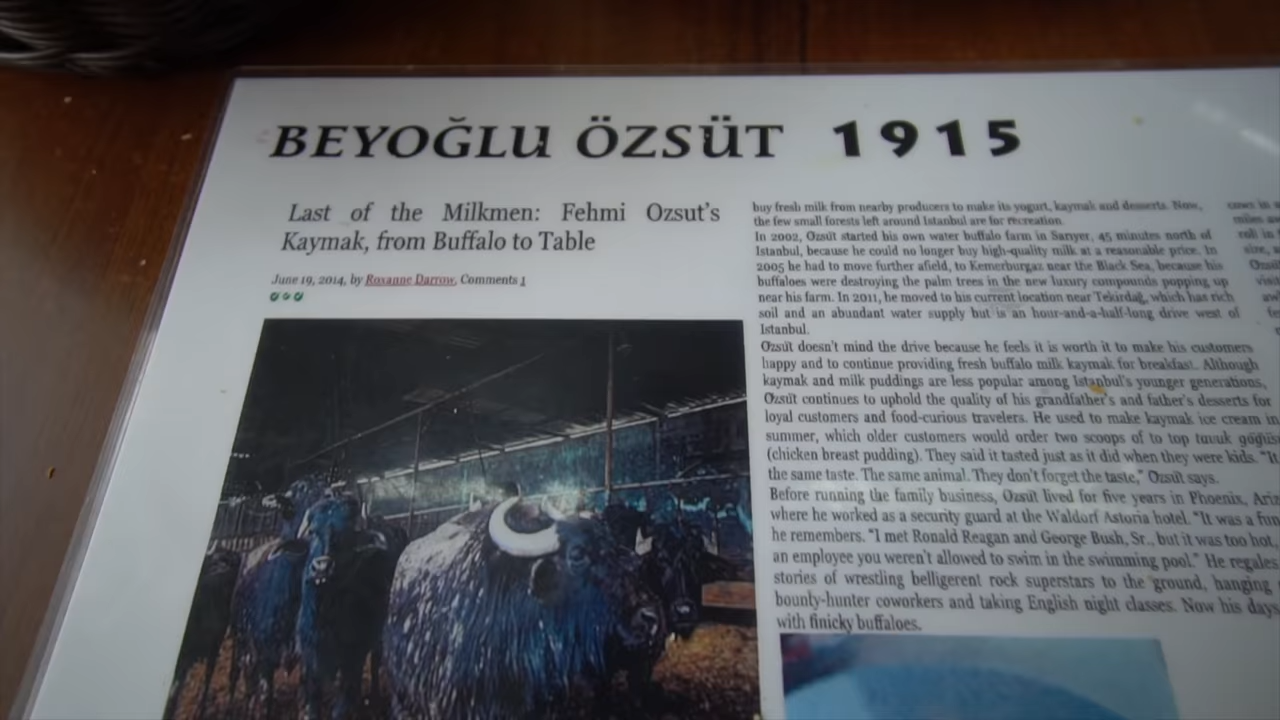 BEYOĞLU ÖZSÜT 1915
Last of the Milkmen: Fehmi Ozsut's
Kaymak, from Buffalo to Table
June 19, 2014, by Roxanne Darrow, Comments 1
buy fresh milk from nearby producers to make its yogurt, kaymak and desserts. Now,
the few small forests left around Istanbul are for recreation.
In 2002, Özsüt started his own water buffalo farm in Sarıyer, 45 minutes north of
Istanbul, because he could no longer buy high-quality milk at a reasonable price. In
2005 he had to move further afield, to Kemerburgaz near the Black Sea, because his
buffaloes were destroying the palm trees in the new luxury compounds popping up
near his farm. In 2011, he moved to his current location near Tekirdağ, which has rich
soil and an abundant water supply but is an hour-and-a-half-long drive west of
Istanbul.
Özsüt doesn't mind the drive because he feels it is worth it to make his customers
happy and to continue providing fresh buffalo milk kaymak for breakfast. Although
kaymak and milk puddings are less popular among Istanbul's younger generations,
Özsüt continues to uphold the quality of his grandfather's and father's desserts for
loyal customers and food-curious travelers. He used to make kaymak ice cream in
summer, which older customers would order two scoops of to top tavuk göğüs
(chicken breast pudding). They said it tasted just as it did when they were kids. "It
the same taste. The same animal. They don't forget the taste," Özsüt says.
Before running the family business, Özsüt lived for five years in Phoenix, Ariz
where he worked as a security guard at the Waldorf Astoria hotel. "It was a fun
he remembers. "I met Ronald Reagan and George Bush, Sr., but it was too hot,
an employee you weren't allowed to swim in the swimming pool." He regales
stories of wrestling belligerent rock superstars to the ground, hanging
bounty-hunter coworkers and taking English night classes. Now his days
with finicky buffaloes.